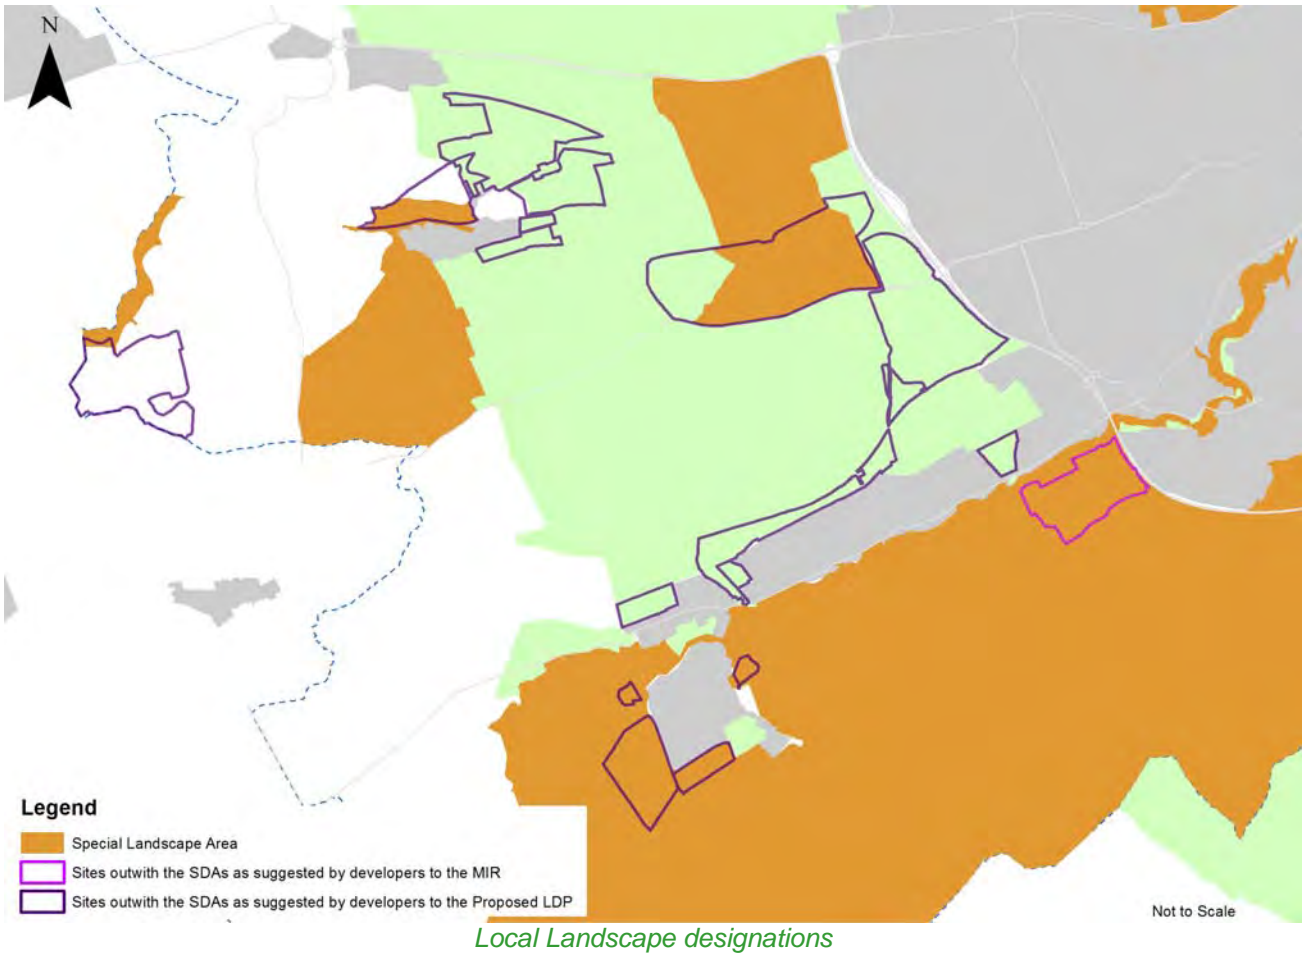 N
Legend
Special Landscape Area
Sites outwith the SDAs as suggested by developers to the MIR
Sites outwith the SDAs as suggested by developers to the Proposed LDP
Not to Scale
Local Landscape designations